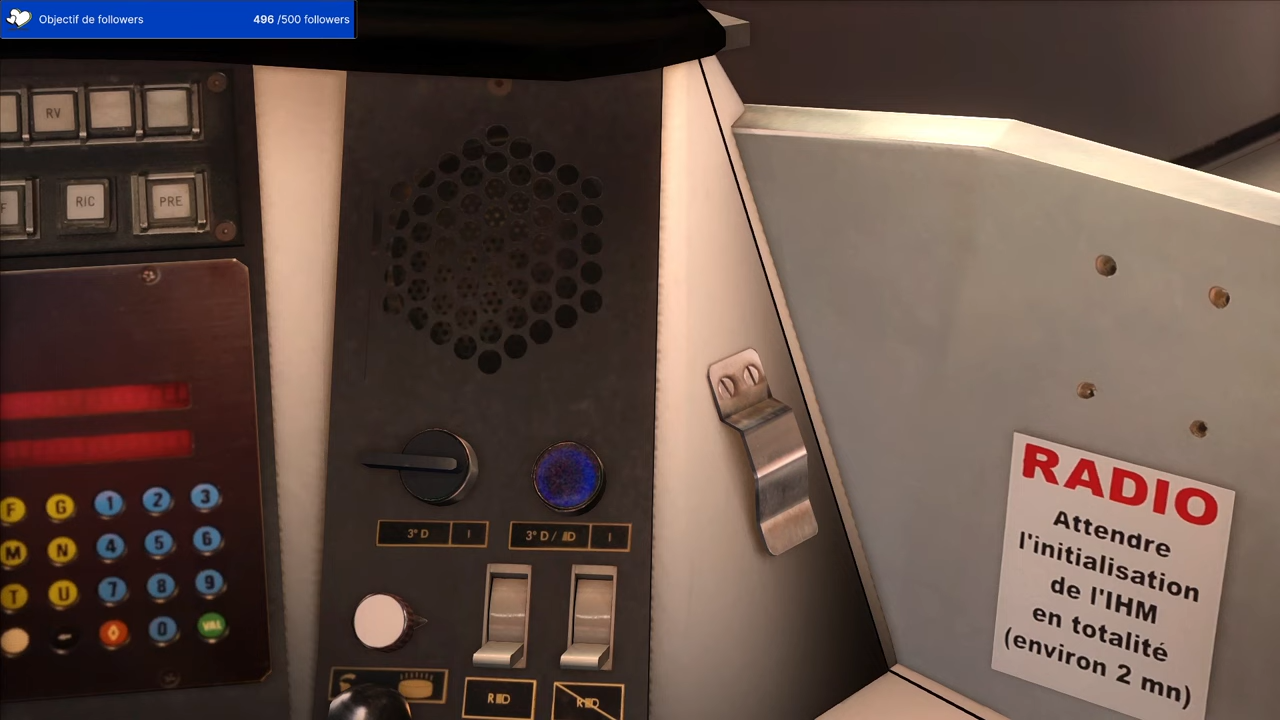 Objectif de followers
496 /500 followers
RV
F
RIC
PRE
F G 1 2 3
M N 4 5 6
T U 7 8 9
0 VAL
3° D I
3° D / I
RADIO
Attendre
l'initialisation
de l'IHM
en totalité
(environ 2 mn)